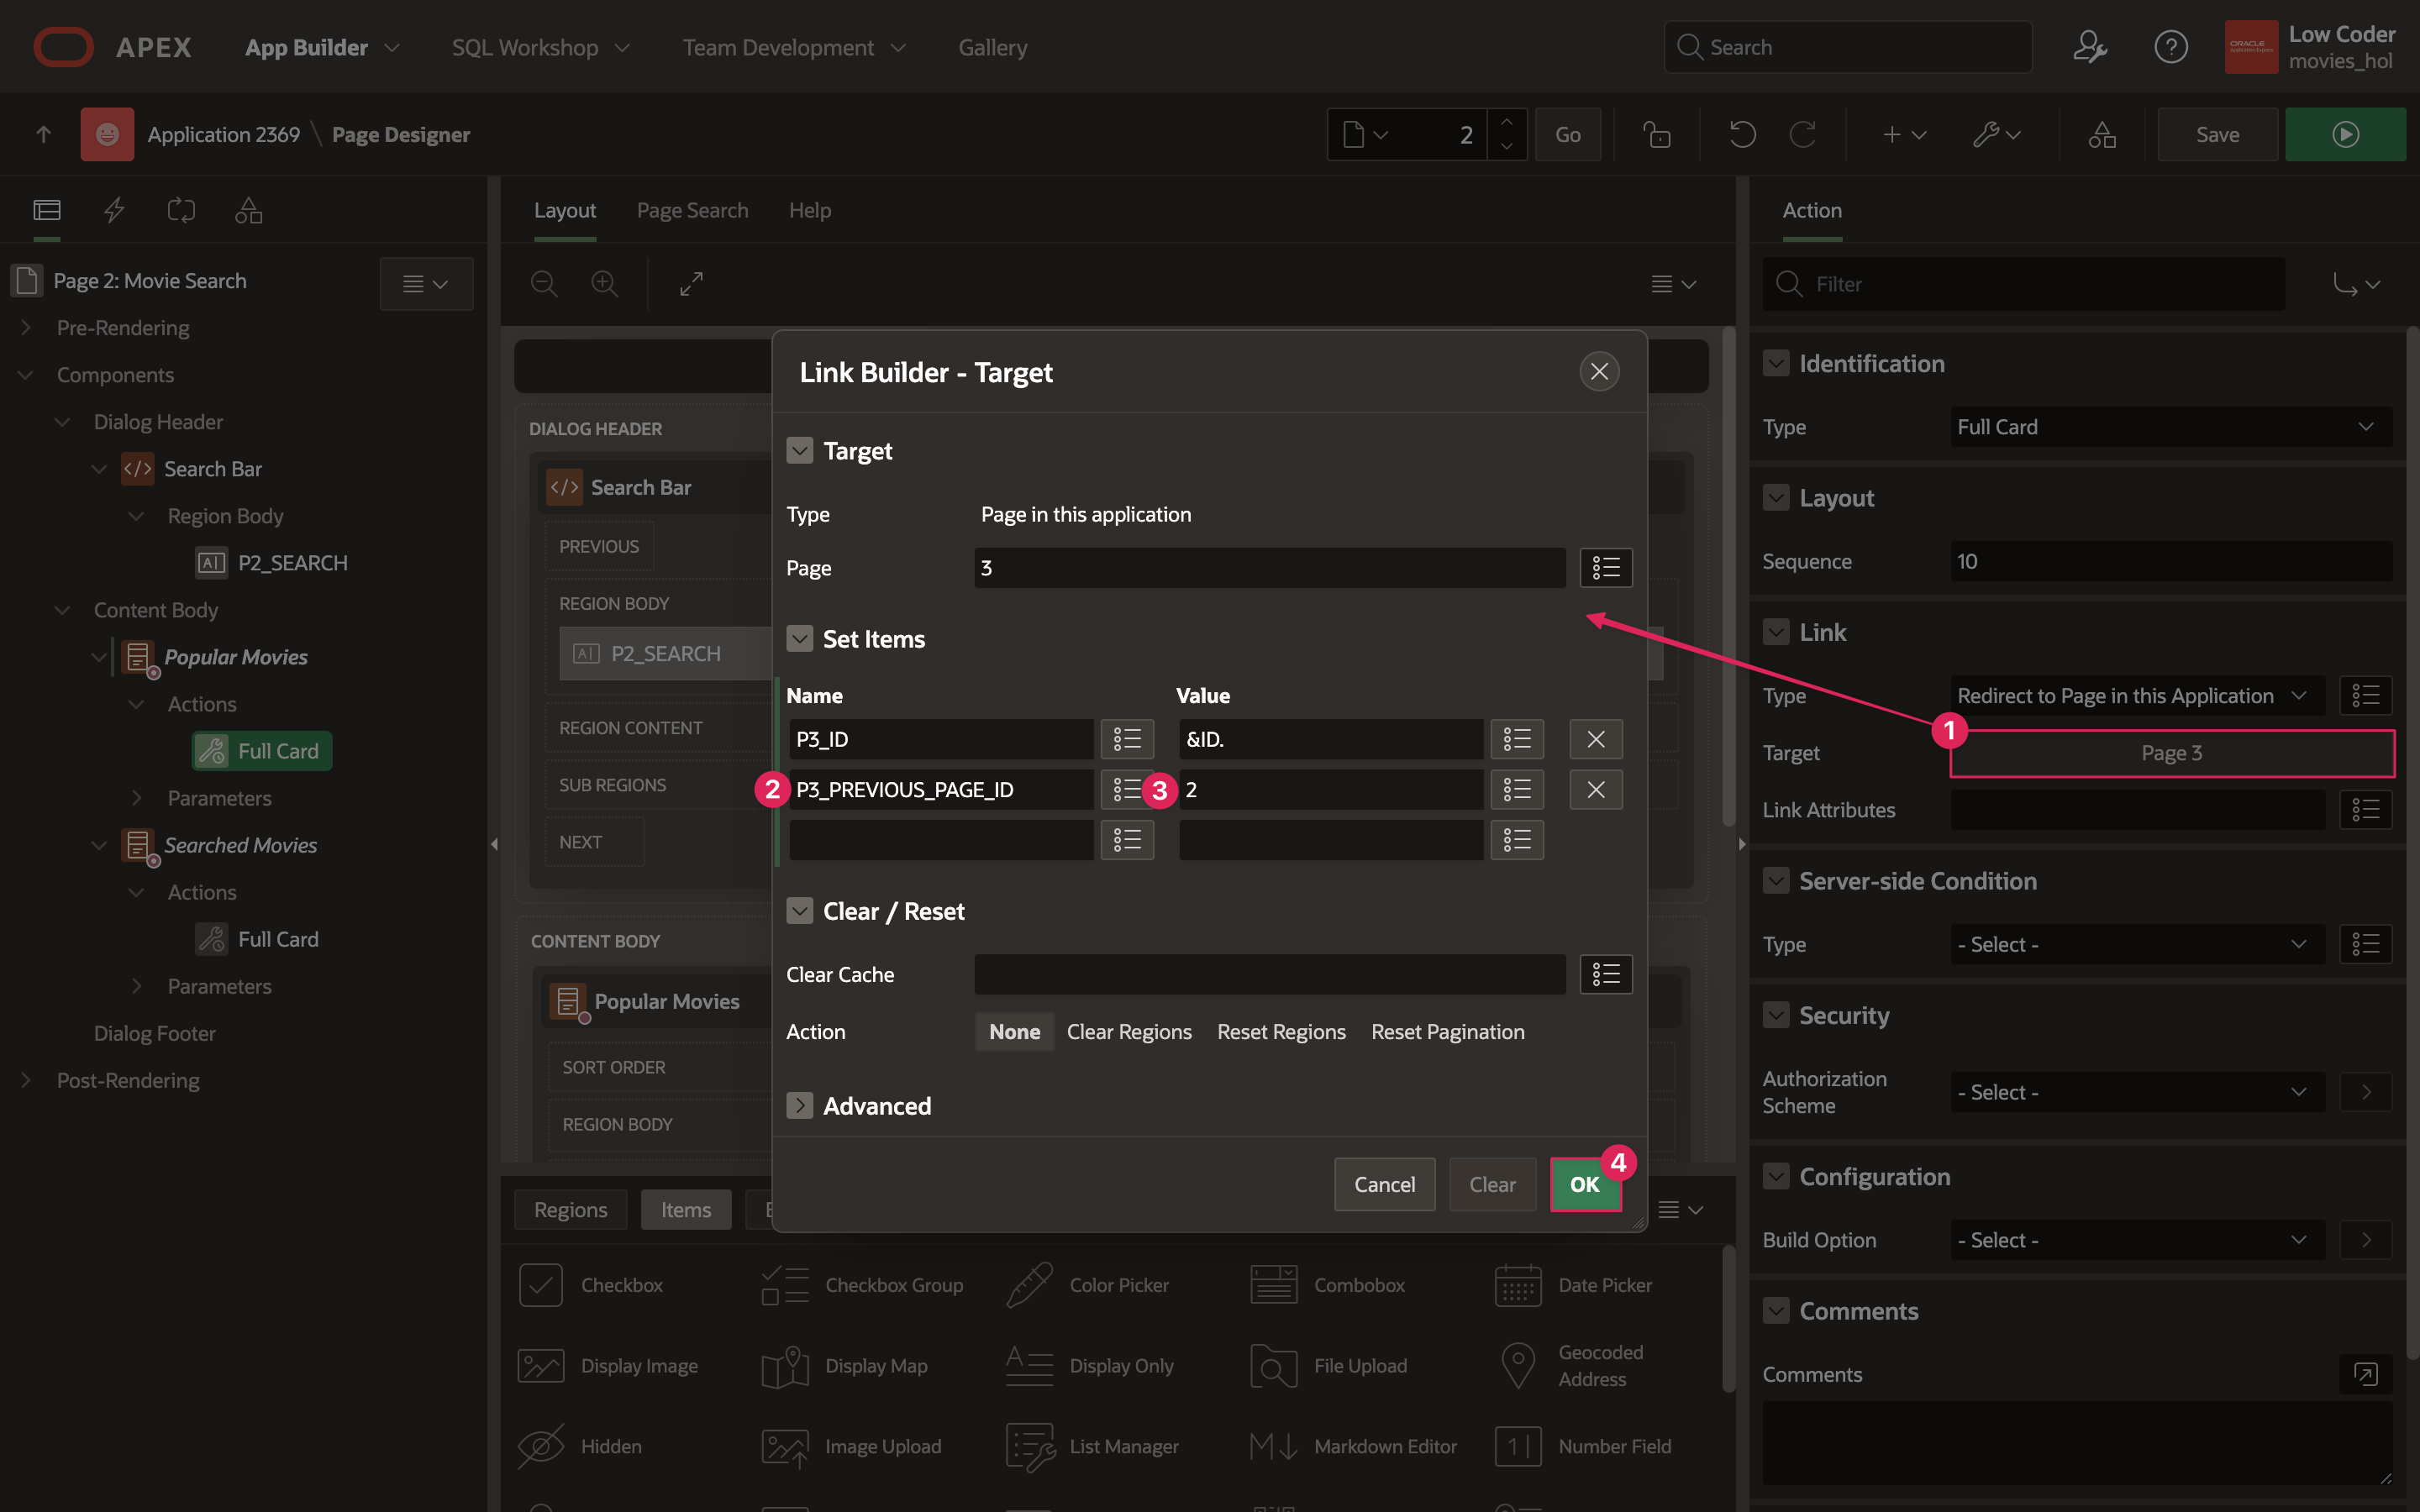 APEX App Builder SQL Workshop Team Development Gallery
Search
ORACLE
Low Coder
movies_hol
Application 2369 \ Page Designer
2 Go Save
Page 2: Movie Search
Pre-Rendering
Components
Dialog Header
</> Search Bar
Region Body
P2_SEARCH
Content Body
Popular Movies
Actions
Full Card
Parameters
Searched Movies
Actions
Full Card
Parameters
Dialog Footer
Post-Rendering
Layout Page Search Help
DIALOG HEADER
</> Search Bar
PREVIOUS
REGION BODY
P2_SEARCH
REGION CONTENT
SUB REGIONS
NEXT
CONTENT BODY
Popular Movies
SORT ORDER
REGION BODY
Link Builder - Target
Target
Type Page in this application
Page 3
Set Items
Name Value
P3_ID &ID.
2 P3_PREVIOUS_PAGE_ID 3 2
Clear / Reset
Clear Cache
Action None Clear Regions Reset Regions Reset Pagination
Advanced
Cancel Clear OK 4
Regions Items
Checkbox Checkbox Group Color Picker Combobox Date Picker
Display Image Display Map Display Only File Upload Geocoded
Address
Hidden Image Upload List Manager Markdown Editor Number Field
Action
Filter
Identification
Type Full Card
Layout
Sequence 10
Link
Type Redirect to Page in this Application
1
Target Page 3
Link Attributes
Server-side Condition
Type - Select -
Security
Authorization
Scheme - Select -
Configuration
Build Option - Select -
Comments
Comments